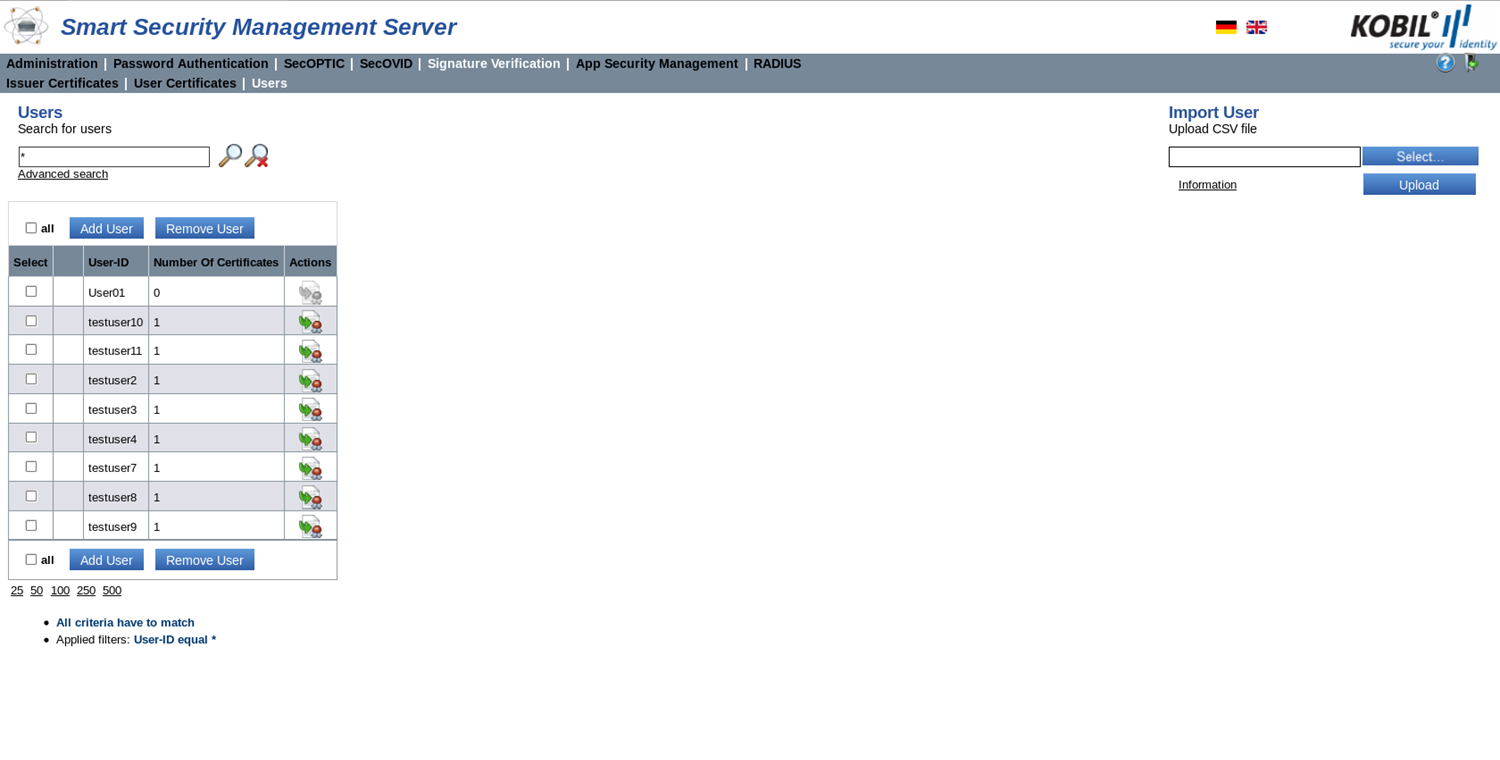 Smart Security Management Server
KOBIL®
secure your identity
Administration | Password Authentication | SecOPTIC | SecOVID | Signature Verification | App Security Management | RADIUS
Issuer Certificates | User Certificates | Users
Users
Search for users
*
Advanced search
Import User
Upload CSV file
Select...
Information
Upload
all Add User Remove User
Select User-ID Number Of Certificates Actions
User01 0
testuser10 1
testuser11 1
testuser2 1
testuser3 1
testuser4 1
testuser7 1
testuser8 1
testuser9 1
all Add User Remove User
25 50 100 250 500
• All criteria have to match
• Applied filters: User-ID equal *